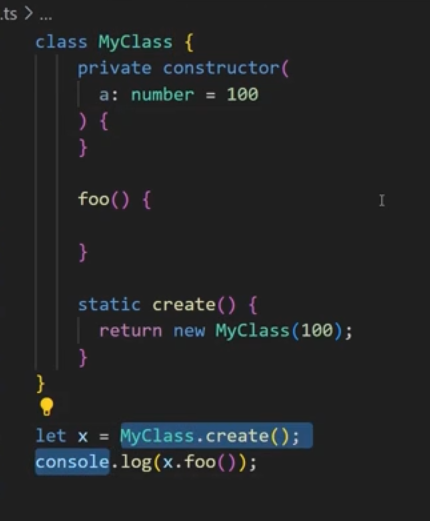 .ts > ...
class MyClass {
    private constructor(
      a: number = 100
    ) {
    }

    foo() {

    }

    static create() {
      return new MyClass(100);
    }
}

let x = MyClass.create();
console.log(x.foo());